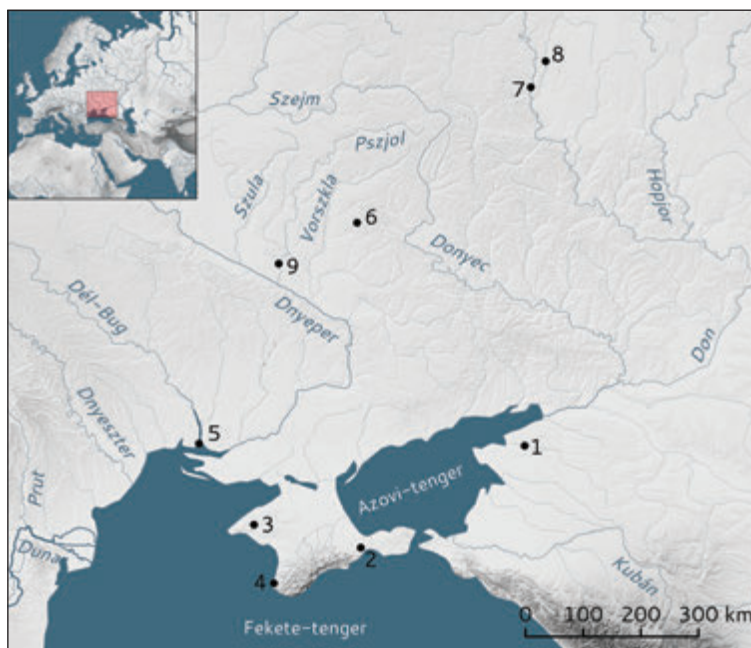 8
7
Szejm
Pszjol
Szula
Vorszkla
Hopjor
6
Donyec
9
Dnyeper
Dél-Bug
Don
Dnyeszter
5
1
Azovi-tenger
Prut
3
Duna
2
Kubán
4
0 100 200 300 km
Fekete-tenger